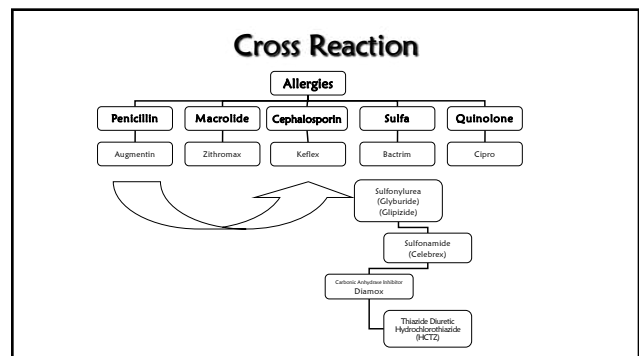 Cross Reaction
Allergies
Penicillin
Macrolide
Cephalosporin
Sulfa
Quinolone
Augmentin
Zithromax
Keflex
Bactrim
Cipro
Sulfonylurea
(Glyburide)
(Glipizide)
Sulfonamide
(Celebrex)
Carbonic Anhydrase Inhibitor
Diamox
Thiazide Diuretic
Hydrochlorothiazide
(HCTZ)